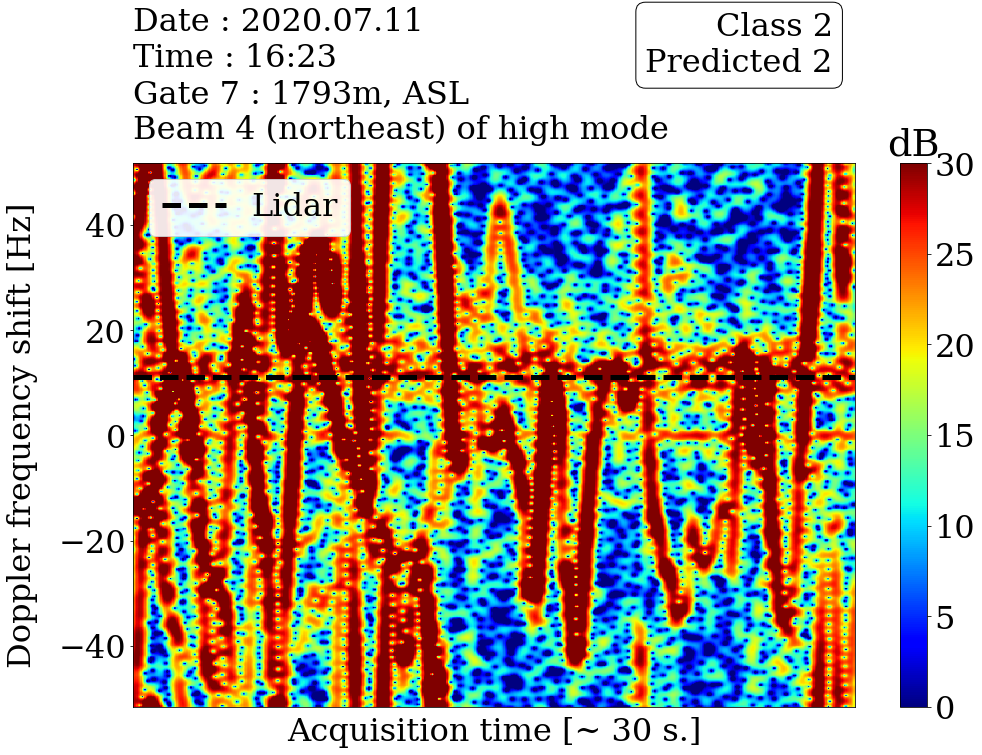 Date : 2020.07.11
Time : 16:23
Gate 7 : 1793m, ASL
Beam 4 (northeast) of high mode
Class 2
Predicted 2
dB
Lidar
Doppler frequency shift [Hz]
40
20
0
−20
−40
Acquisition time [~ 30 s.]
30
25
20
15
10
5
0